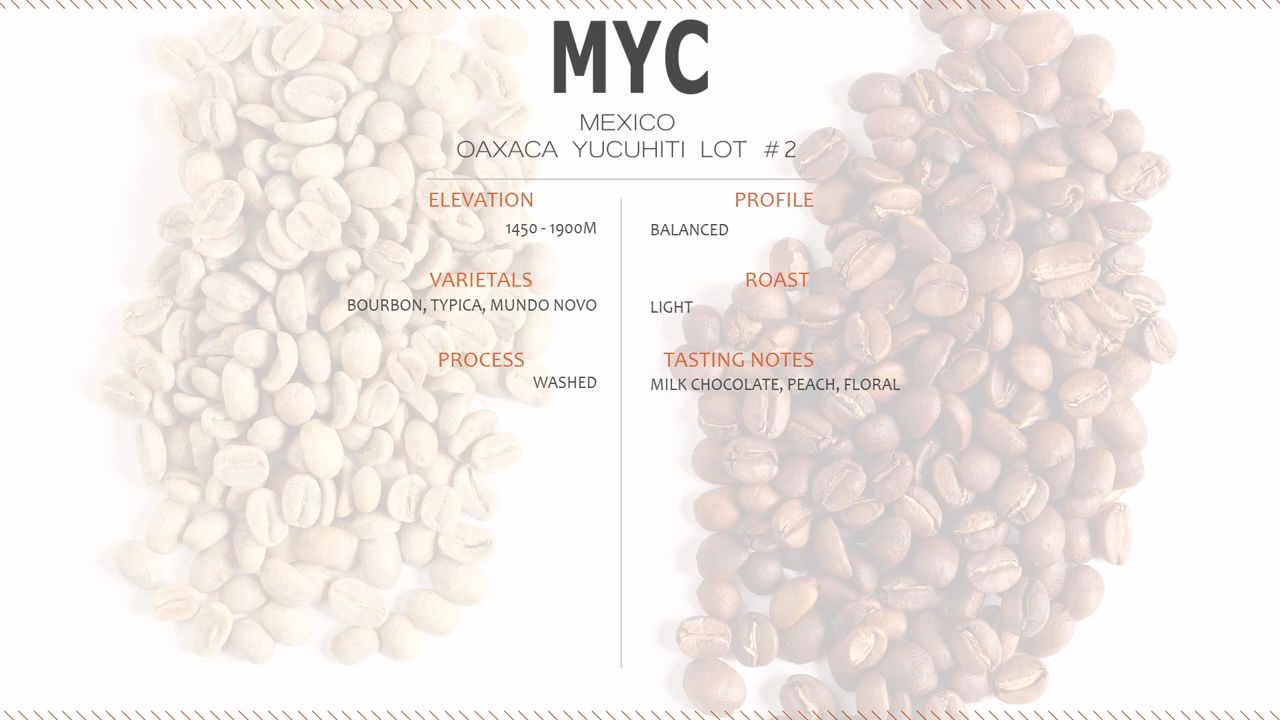 MYC
MEXICO
OAXACA YUCUHITI LOT #2
ELEVATION
1450 - 1900M
VARIETALS
BOURBON, TYPICA, MUNDO NOVO
PROCESS
WASHED
PROFILE
BALANCED
ROAST
LIGHT
TASTING NOTES
MILK CHOCOLATE, PEACH, FLORAL